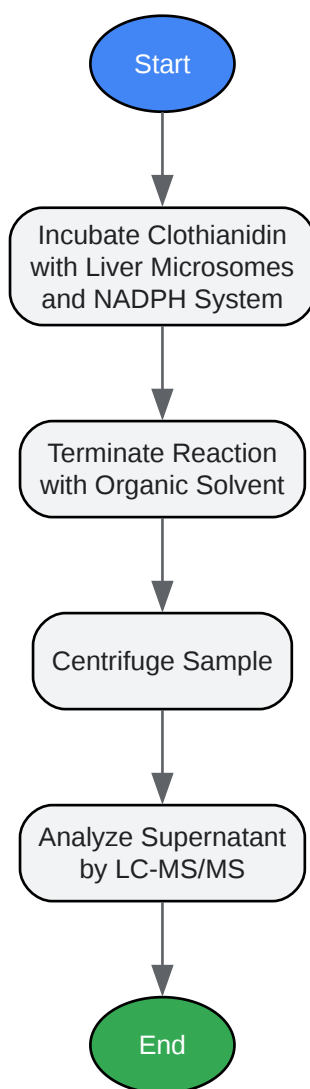 Start
Incubate Clothianidin
with Liver Microsomes
and NADPH System
Terminate Reaction
with Organic Solvent
Centrifuge Sample
Analyze Supernatant
by LC-MS/MS
End